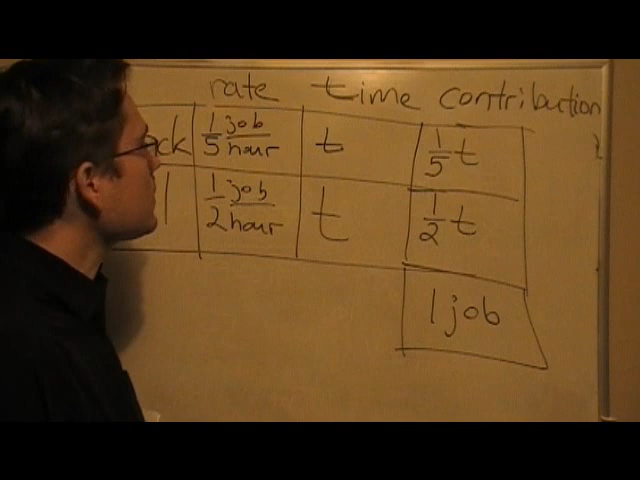 rate time contribution
ck 1/5 job/hour t 1/5 t
l 1/2 job/hour t 1/2 t
1 job